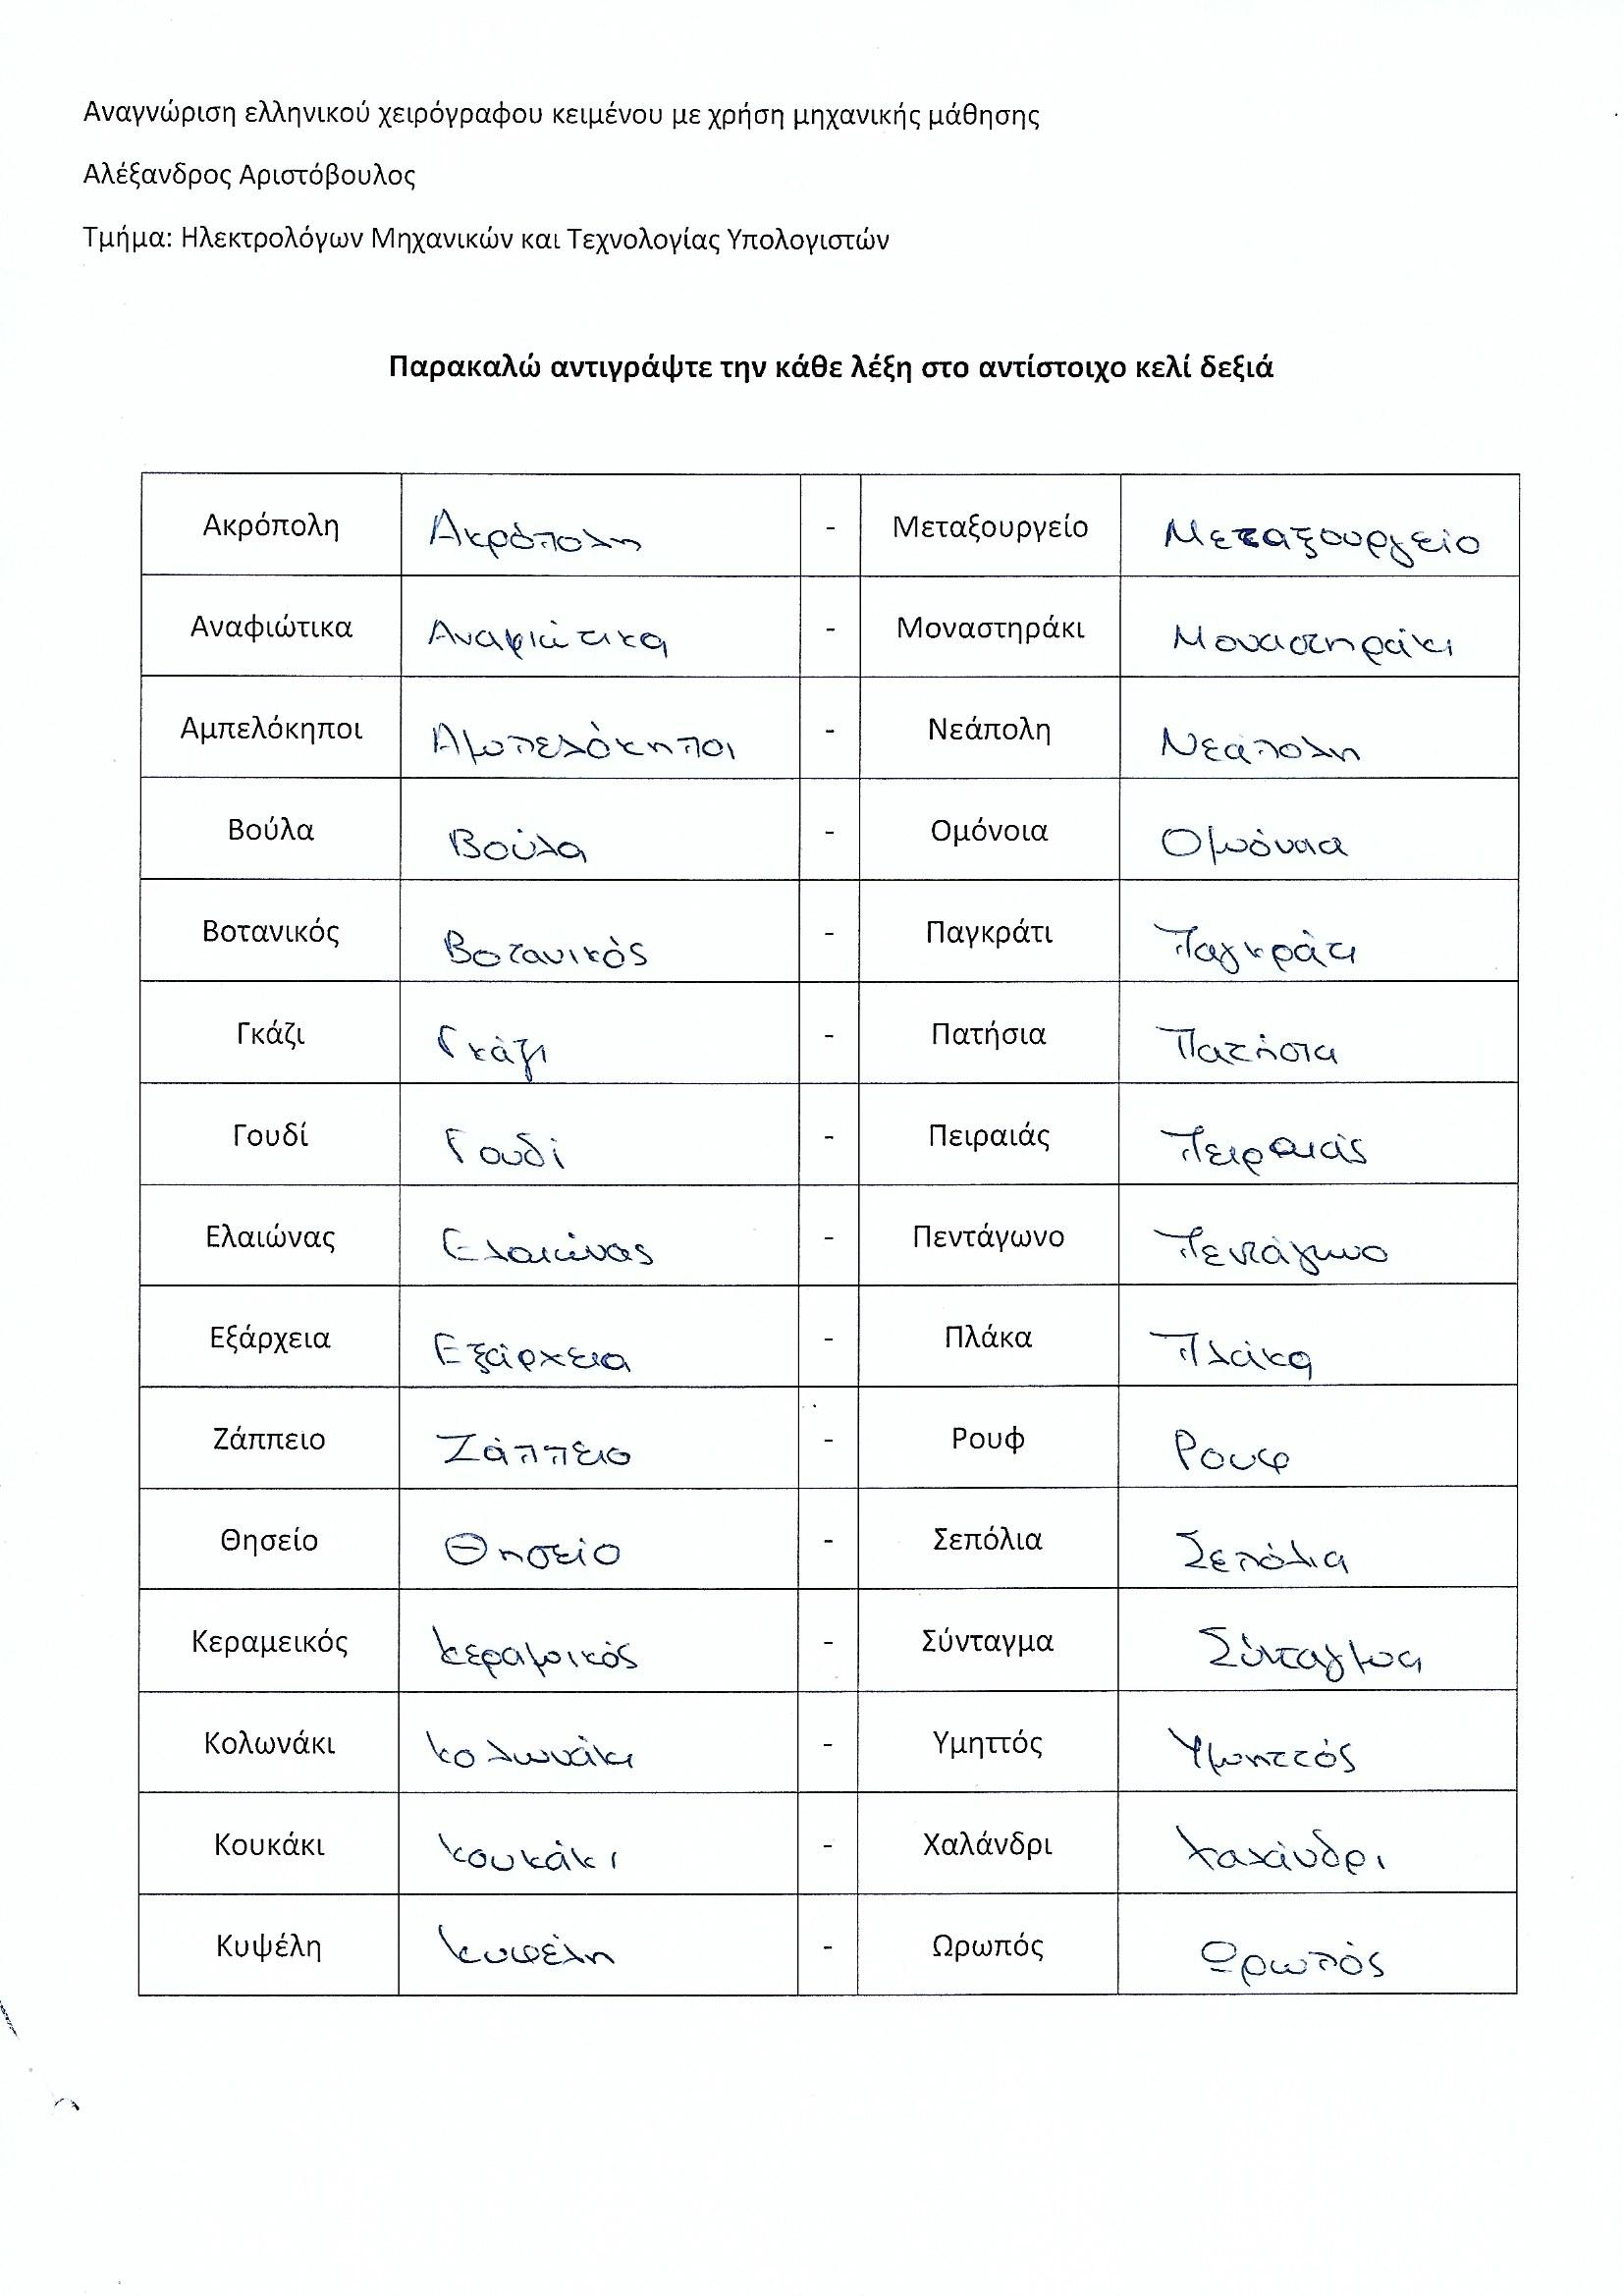 Αναγνώριση ελληνικού χειρόγραφου κειμένου με χρήση μηχανικής μάθησης
Αλέξανδρος Αριστόβουλος
Τμήμα: Ηλεκτρολόγων Μηχανικών και Τεχνολογίας Υπολογιστών
Παρακαλώ αντιγράψτε την κάθε λέξη στο αντίστοιχο κελί δεξιά
Ακρόπολη Ακρόπολη - Μεταξουργείο Μεταξουργείο
Αναφιώτικα Αναφιώτικα - Μοναστηράκι Μοναστηράκι
Αμπελόκηποι Αμπελόκηποι - Νεάπολη Νεάπολη
Βούλα Βούλα - Ομόνοια Ομόνοια
Βοτανικός Βοτανικός - Παγκράτι Παγκράτι
Γκάζι Γκάζι - Πατήσια Πατήσια
Γουδί Γουδί - Πειραιάς Πειραιάς
Ελαιώνας Ελαιώνας - Πεντάγωνο Πεντάγωνο
Εξάρχεια Εξάρχεια - Πλάκα Πλάκα
Ζάππειο Ζάππειο - Ρουφ Ρουφ
Θησείο Θησείο - Σεπόλια Σεπόλια
Κεραμεικός Κεραμικός - Σύνταγμα Σύνταγμα
Κολωνάκι Κολωνάκι - Υμηττός Υμηττός
Κουκάκι Κουκάκι - Χαλάνδρι Χαλάνδρι
Κυψέλη Κυψέλη - Ωρωπός Ωρωπός